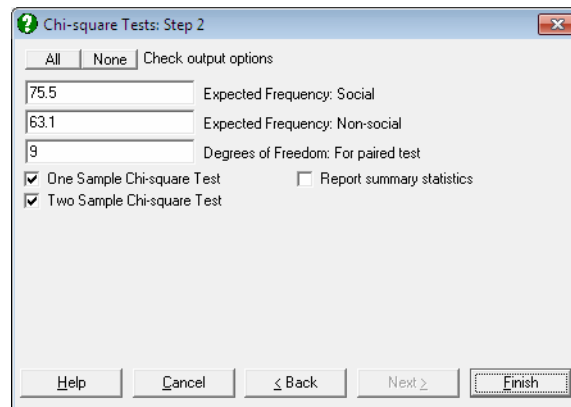 Chi-square Tests: Step 2
All None Check output options
75.5 Expected Frequency: Social
63.1 Expected Frequency: Non-social
9 Degrees of Freedom: For paired test
One Sample Chi-square Test Report summary statistics
Two Sample Chi-square Test
Help Cancel < Back Next > Finish